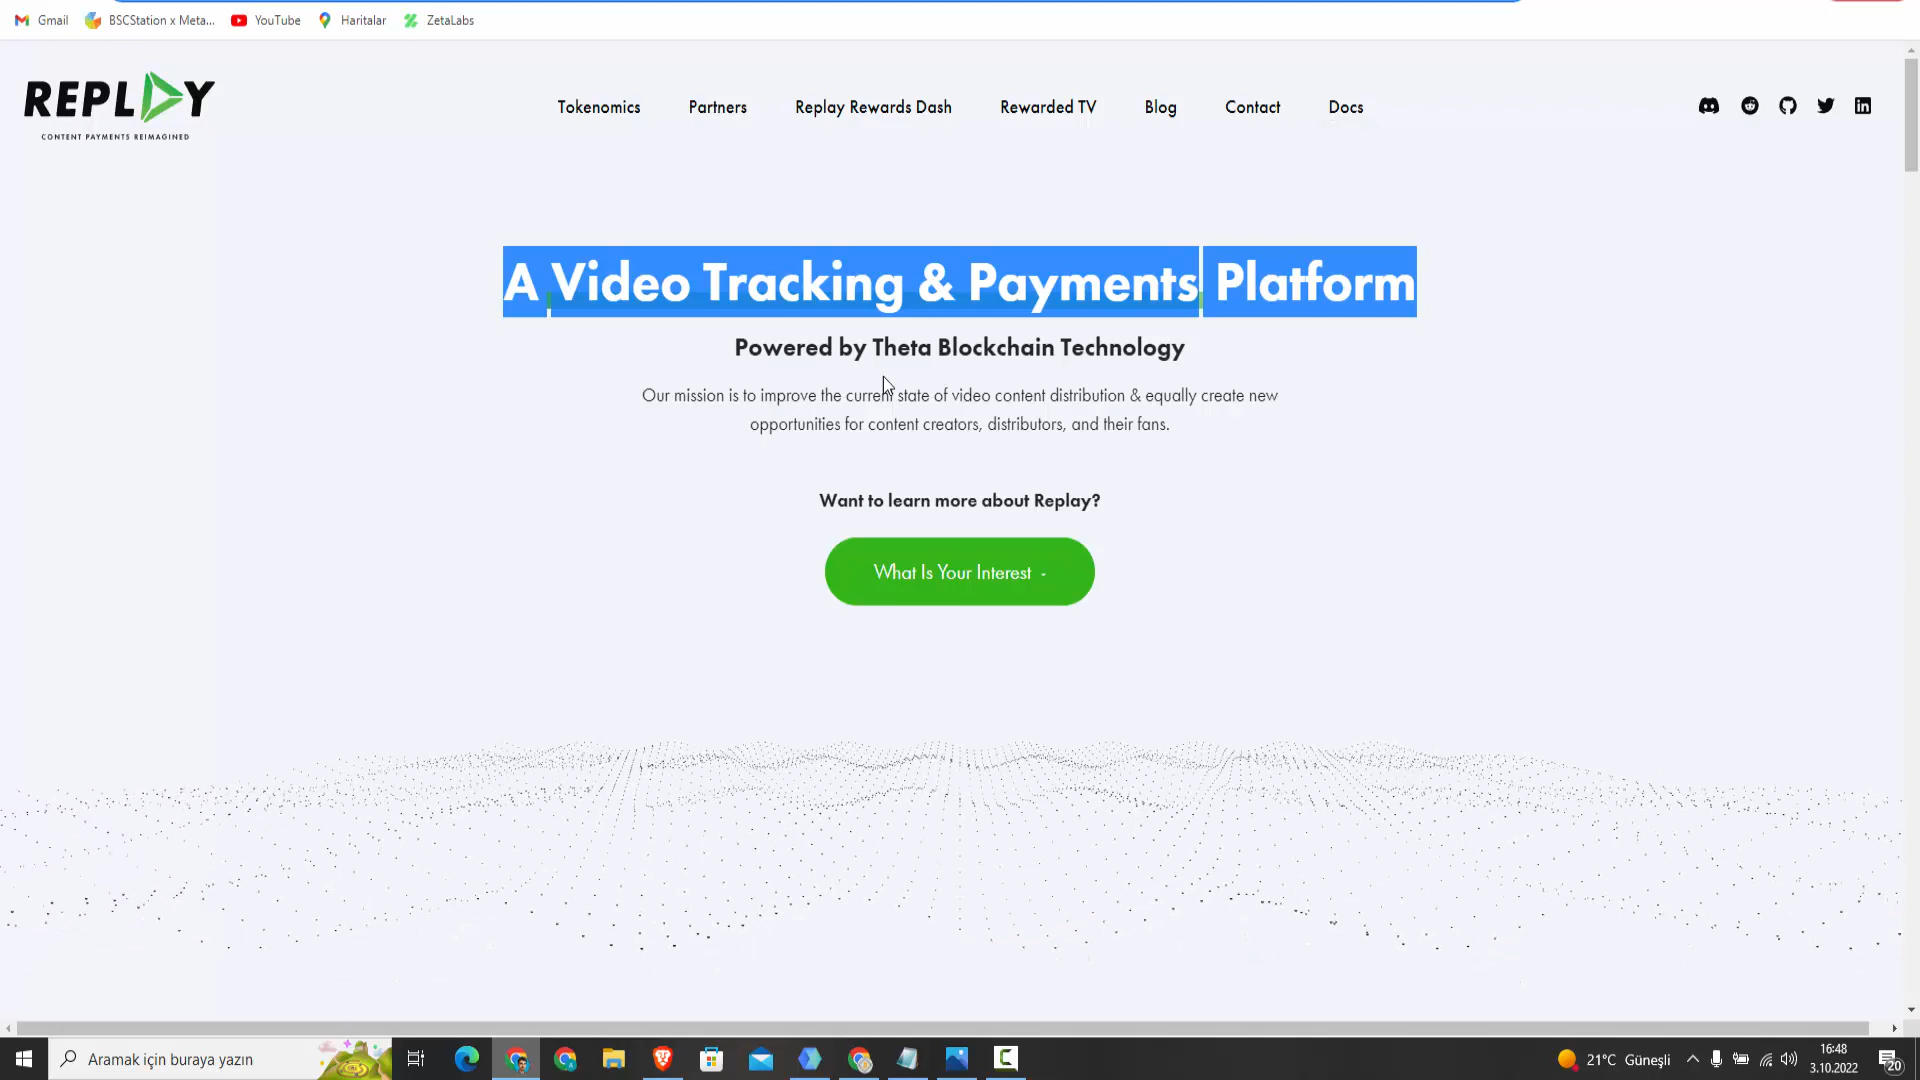 Gmail BSCStation x Meta... YouTube Haritalar ZetaLabs
REPLAY
CONTENT PAYMENTS REIMAGINED
Tokenomics Partners Replay Rewards Dash Rewarded TV Blog Contact Docs
A Video Tracking & Payments Platform
Powered by Theta Blockchain Technology
Our mission is to improve the current state of video content distribution & equally create new
opportunities for content creators, distributors, and their fans.
Want to learn more about Replay?
What Is Your Interest
Aramak için buraya yazın
21°C Güneşli
16:48
3.10.2022
20